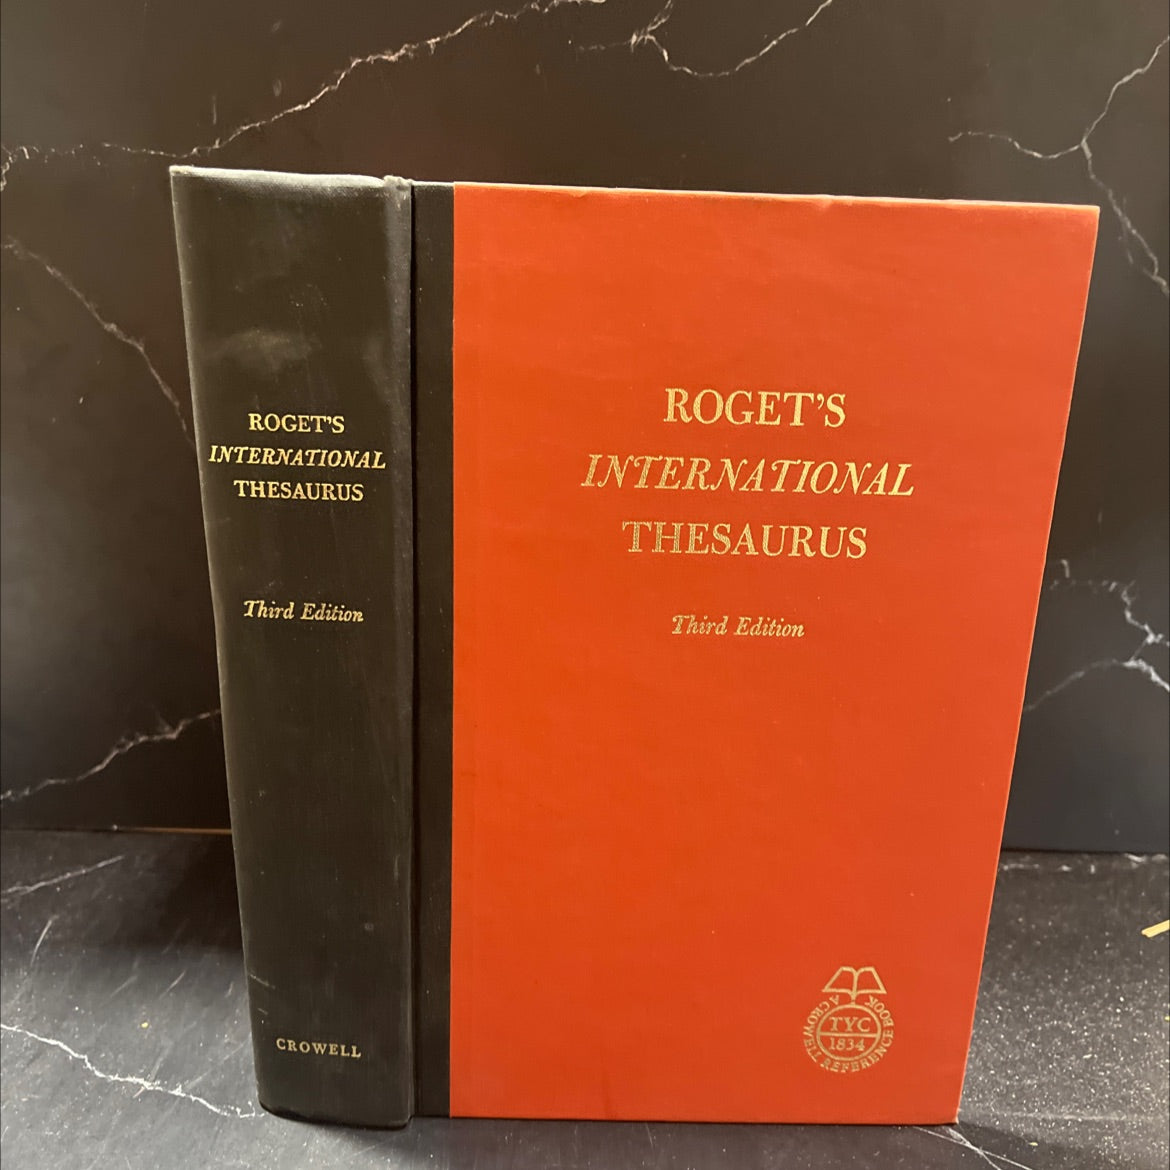 ROGET'S
INTERNATIONAL
THESAURUS
Third Edition
CROWELL
ROGET'S
INTERNATIONAL
THESAURUS
Third Edition
A CROWELL REFERENCE BOOK
TYC
1834